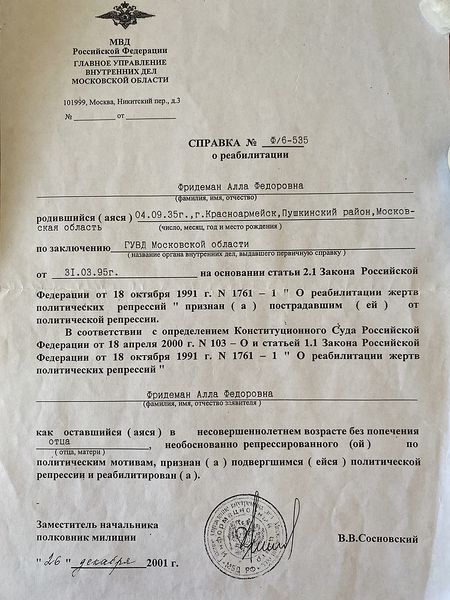 МВД
Российской Федерации
ГЛАВНОЕ УПРАВЛЕНИЕ
ВНУТРЕННИХ ДЕЛ
МОСКОВСКОЙ ОБЛАСТИ
101999, Москва, Никитский пер., д.3
№ __________ от __________
СПРАВКА № Ф/6-535
о реабилитации
Фридеман Алла Федоровна
(фамилия, имя, отчество)
родившийся ( аяся ) 04.09.35г.,г.Красноармейск,Пушкинский район,Москов-
ская область (число, месяц, год и место рождения )
по заключению ГУВД Московской области
( название органа внутренних дел, выдавшего первичную справку )
от 3I.03.95г. на основании статьи 2.1 Закона Российской
Федерации от 18 октября 1991 г. N 1761 – 1 " О реабилитации жертв
политических репрессий " признан ( а ) пострадавшим ( ей ) от
политической репрессии.
В соответствии с определением Конституционного Суда Российской
Федерации от 18 апреля 2000 г. N 103 – О и статьей 1.1 Закона Российской
Федерации от 18 октября 1991 г. N 1761 – 1 " О реабилитации жертв
политических репрессий "
Фридеман Алла Федоровна
(фамилия, имя, отчество заявителя )
как оставшийся ( аяся ) в несовершеннолетнем возрасте без попечения
отца , необоснованно репрессированного (ой ) по
( отца, матери )
политическим мотивам, признан ( а ) подвергшимся ( ейся ) политической
репрессии и реабилитирован ( а ).
Заместитель начальника
полковник милиции В.В.Сосновский
" 26 " декабря 2001 г.